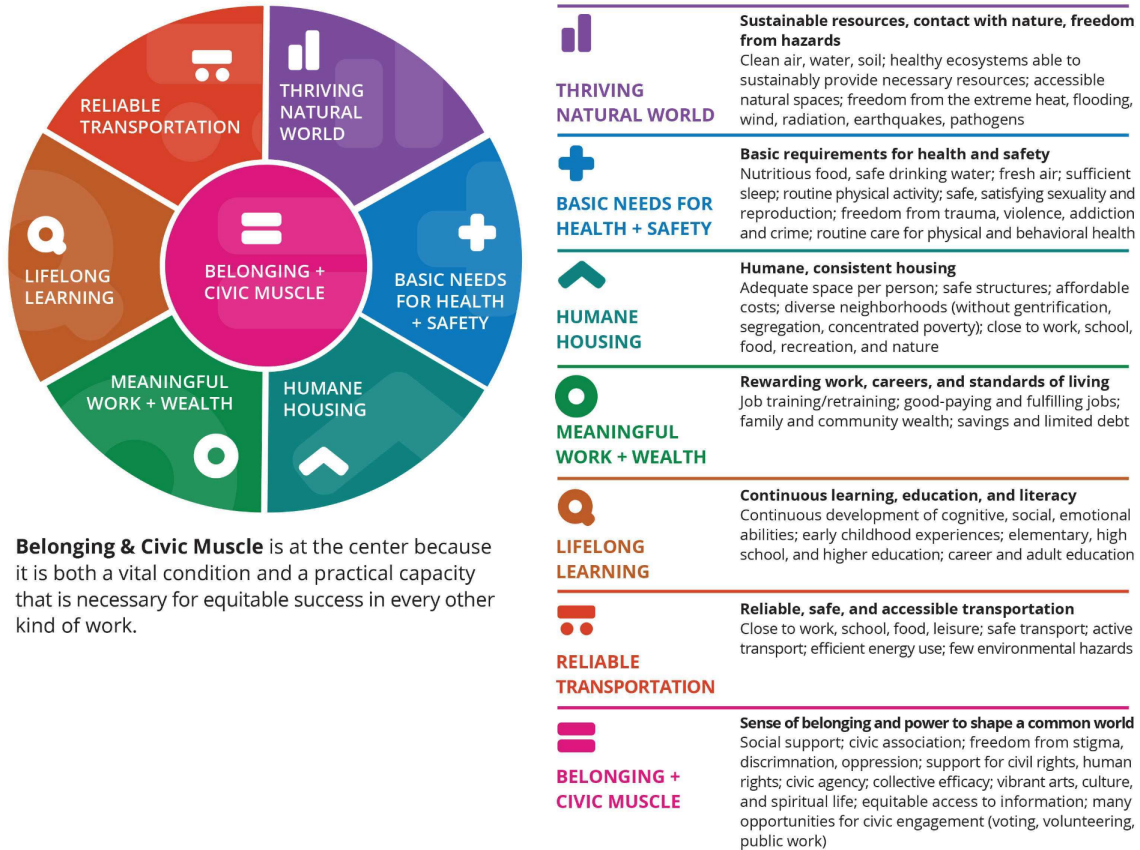 RELIABLE
TRANSPORTATION
THRIVING
NATURAL
WORLD
LIFELONG
LEARNING
BELONGING +
CIVIC MUSCLE
BASIC NEEDS
FOR HEALTH
+ SAFETY
MEANINGFUL
WORK + WEALTH
HUMANE
HOUSING
Belonging & Civic Muscle is at the center because
it is both a vital condition and a practical capacity
that is necessary for equitable success in every other
kind of work.
THRIVING
NATURAL WORLD
Sustainable resources, contact with nature, freedom
from hazards
Clean air, water, soil; healthy ecosystems able to
sustainably provide necessary resources; accessible
natural spaces; freedom from the extreme heat, flooding,
wind, radiation, earthquakes, pathogens
BASIC NEEDS FOR
HEALTH + SAFETY
Basic requirements for health and safety
Nutritious food, safe drinking water; fresh air; sufficient
sleep; routine physical activity; safe, satisfying sexuality and
reproduction; freedom from trauma, violence, addiction
and crime; routine care for physical and behavioral health
HUMANE
HOUSING
Humane, consistent housing
Adequate space per person; safe structures; affordable
costs; diverse neighborhoods (without gentrification,
segregation, concentrated poverty); close to work, school,
food, recreation, and nature
MEANINGFUL
WORK + WEALTH
Rewarding work, careers, and standards of living
Job training/retraining; good-paying and fulfilling jobs;
family and community wealth; savings and limited debt
LIFELONG
LEARNING
Continuous learning, education, and literacy
Continuous development of cognitive, social, emotional
abilities; early childhood experiences; elementary, high
school, and higher education; career and adult education
RELIABLE
TRANSPORTATION
Reliable, safe, and accessible transportation
Close to work, school, food, leisure; safe transport; active
transport; efficient energy use; few environmental hazards
BELONGING +
CIVIC MUSCLE
Sense of belonging and power to shape a common world
Social support; civic association; freedom from stigma,
discrimnation, oppression; support for civil rights, human
rights; civic agency; collective efficacy; vibrant arts, culture,
and spiritual life; equitable access to information; many
opportunities for civic engagement (voting, volunteering,
public work)